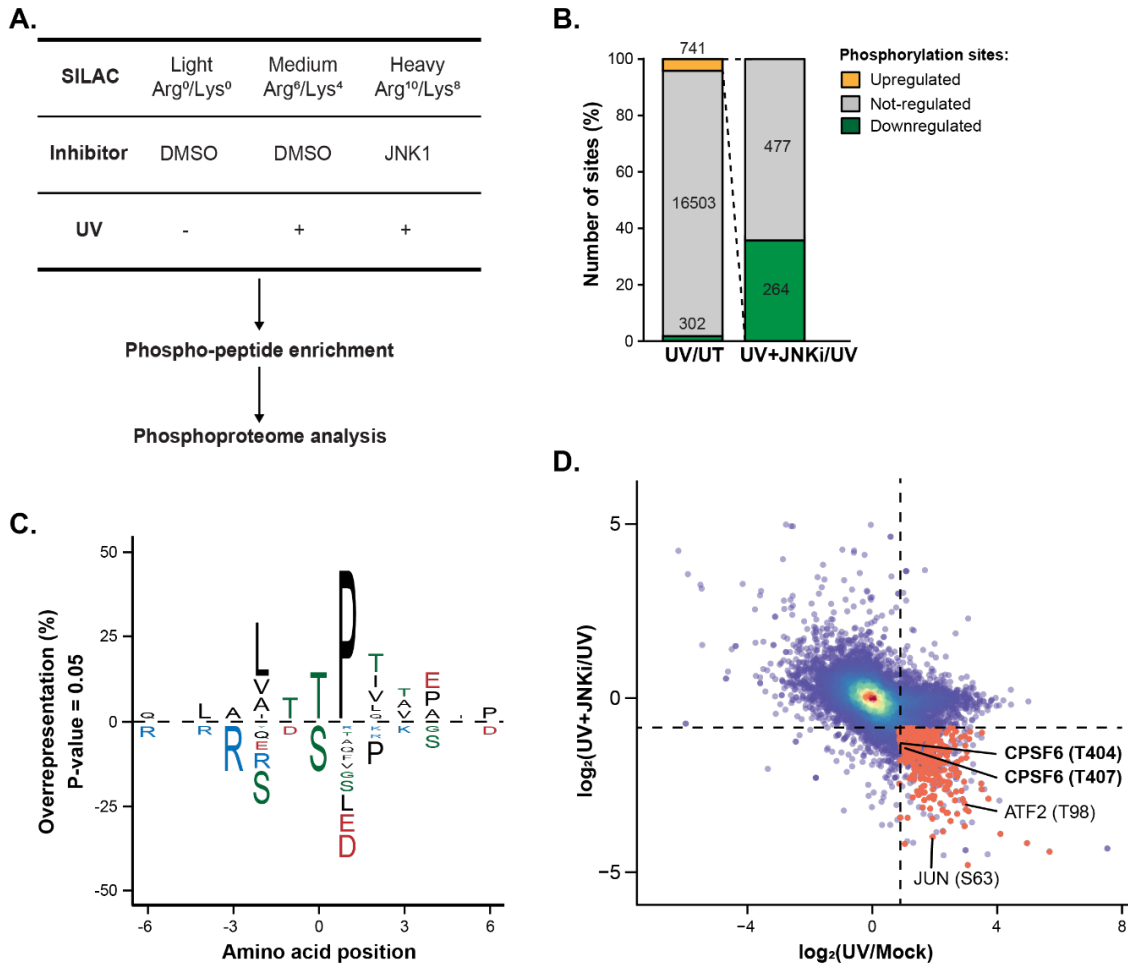 A.
SILAC Light Medium Heavy
Arg⁰/Lys⁰ Arg⁶/Lys⁴ Arg¹⁰/Lys⁸
Inhibitor DMSO DMSO JNK1
UV - + +
Phospho-peptide enrichment
Phosphoproteome analysis
B.
Number of sites (%)
100
80
60
40
20
0
741
16503
302
477
264
UV/UT UV+JNKi/UV
Phosphorylation sites:
Upregulated
Not-regulated
Downregulated
C.
Overrepresentation (%)
P-value = 0.05
50
25
0
-25
-50
R
L
R
A
R
L
V
A
E
R
S
T
D
T
S
P
V
G
S
L
E
D
T
I
V
L
P
T
A
V
K
E
P
A
G
S
P
D
-6 -3 0 3 6
Amino acid position
D.
log₂(UV+JNKi/UV)
5
0
−5
CPSF6 (T404)
CPSF6 (T407)
ATF2 (T98)
JUN (S63)
−4 0 4 8
log₂(UV/Mock)